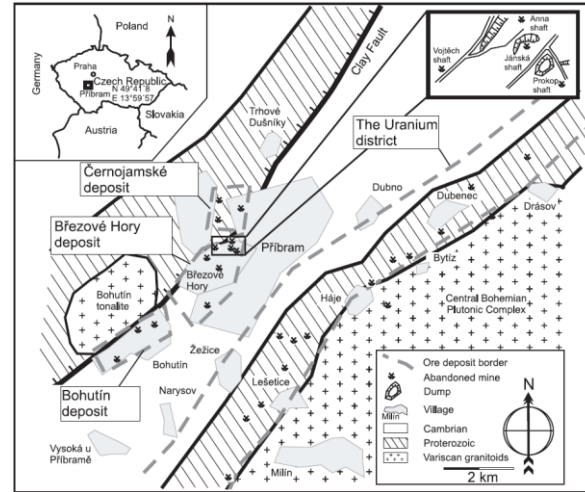 Poland
N
Praha
Czech Republic
Příbram
N 49°41´8
E 13°59´57
Germany
Austria
Slovakia
Clay Fault
Anna
shaft
Vojtěch
shaft
Jánská
shaft
Prokop
shaft
Trhové
Dušníky
The Uranium
district
Černojamské
deposit
Dubno
Dubenec
Drásov
Březové Hory
deposit
Příbram
Bytíz
Březové
Hory
Bohutín
tonalite
Háje
Central Bohemian
Plutonic Complex
Žežice
Bohutín
Lešetice
Bohutín
deposit
Narysov
Vysoká u
Příbramě
Milín
Ore deposit border
Abandoned mine
Dump
Milín
Village
Cambrian
Proterozoic
Variscan granitoids
N
2 km